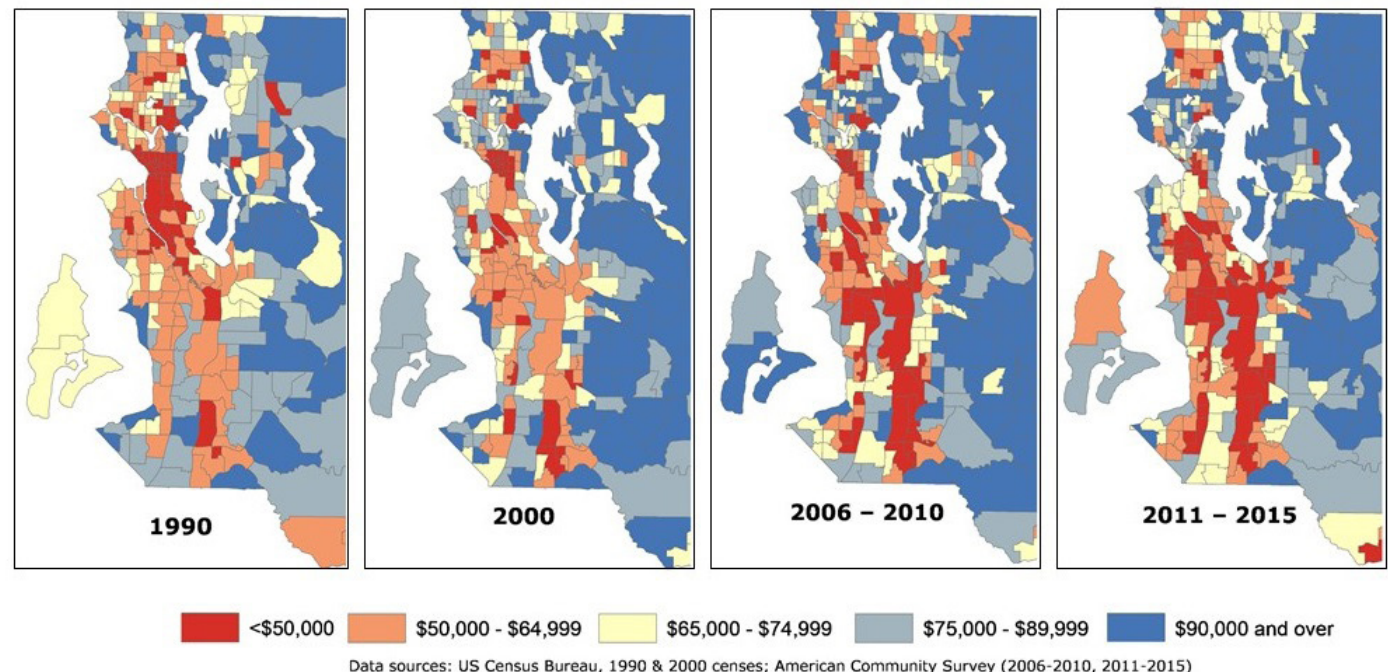 1990
2000
2006 – 2010
2011 – 2015
<$50,000
$50,000 - $64,999
$65,000 - $74,999
$75,000 - $89,999
$90,000 and over
Data sources: US Census Bureau, 1990 & 2000 censes; American Community Survey (2006-2010, 2011-2015)